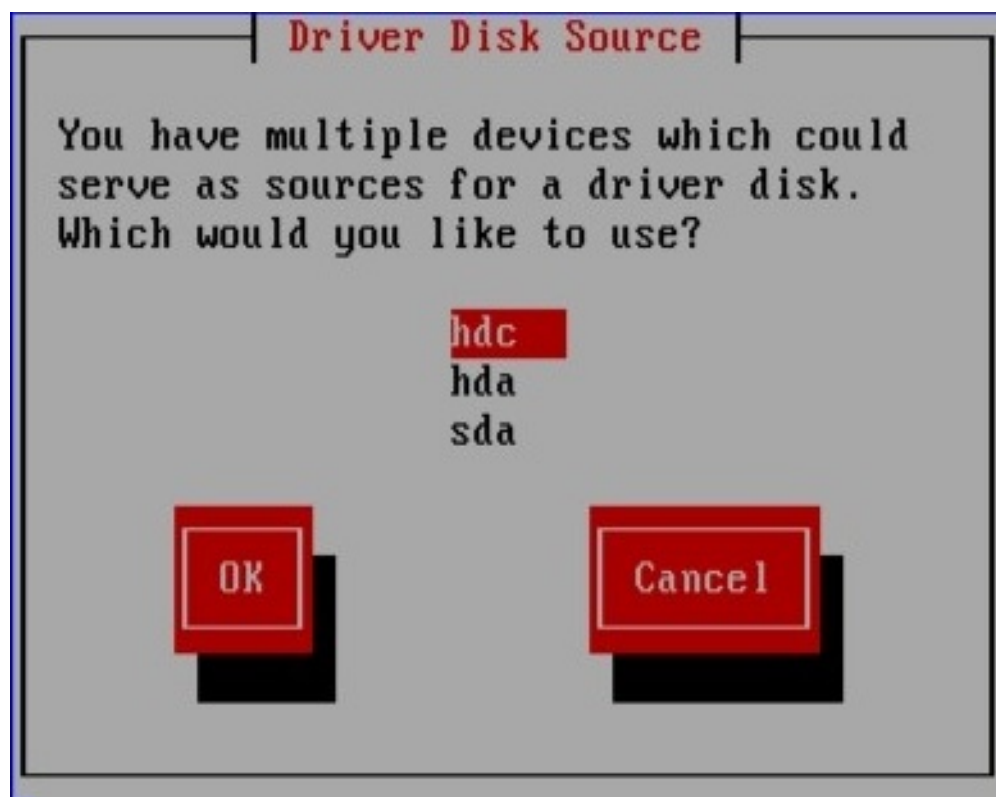 Driver Disk Source
You have multiple devices which could
serve as sources for a driver disk.
Which would you like to use?
hdc
hda
sda
OK
Cancel